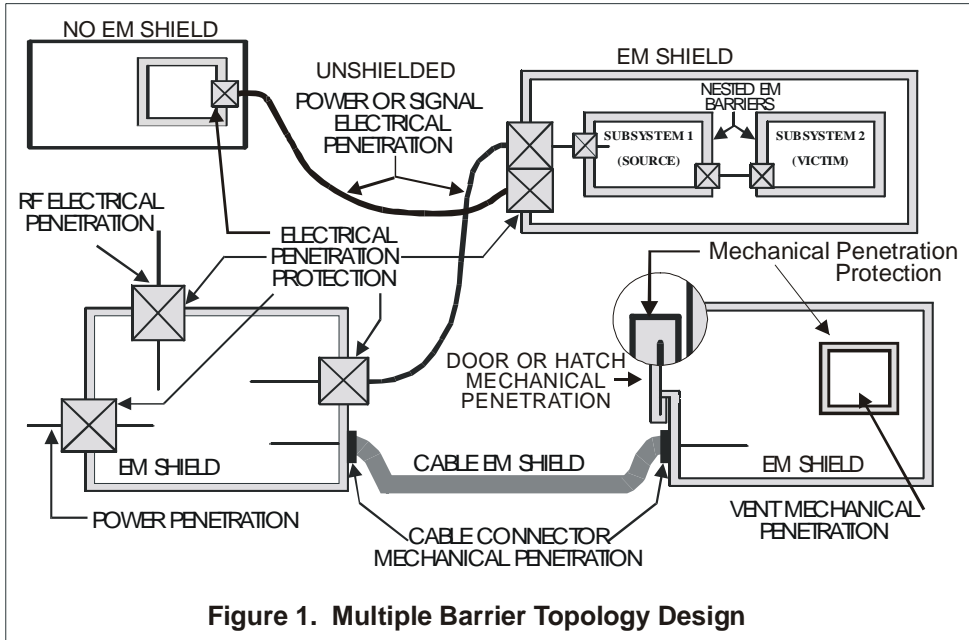 NO EM SHIELD
UNSHIELDED
POWER OR SIGNAL
ELECTRICAL
PENETRATION
EM SHIELD
NESTED EM
BARRIERS
SUBSYSTEM 1
(SOURCE)
SUBSYSTEM 2
(VICTIM)
RF ELECTRICAL
PENETRATION
ELECTRICAL
PENETRATION
PROTECTION
Mechanical Penetration
Protection
DOOR OR HATCH
MECHANICAL
PENETRATION
EM SHIELD
CABLE EM SHIELD
EM SHIELD
POWER PENETRATION
CABLE CONNECTOR
MECHANICAL PENETRATION
VENT MECHANICAL
PENETRATION
Figure 1. Multiple Barrier Topology Design